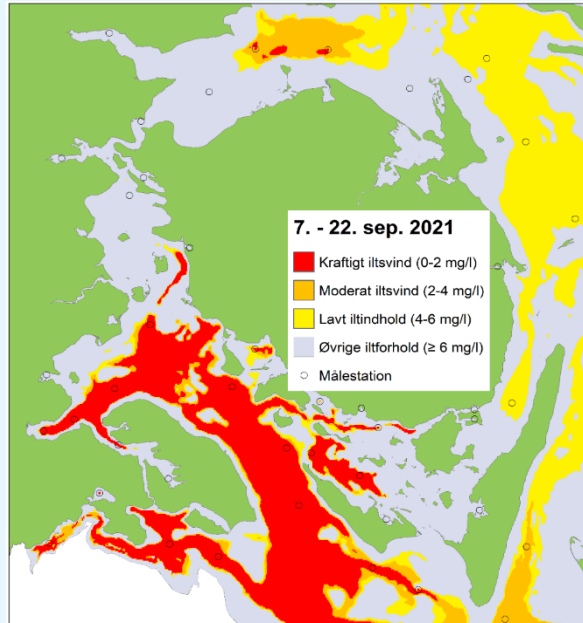 7. - 22. sep. 2021
Kraftigt iltsvind (0-2 mg/l)
Moderat iltsvind (2-4 mg/l)
Lavt iltindhold (4-6 mg/l)
Øvrige iltforhold (≥ 6 mg/l)
Målestation